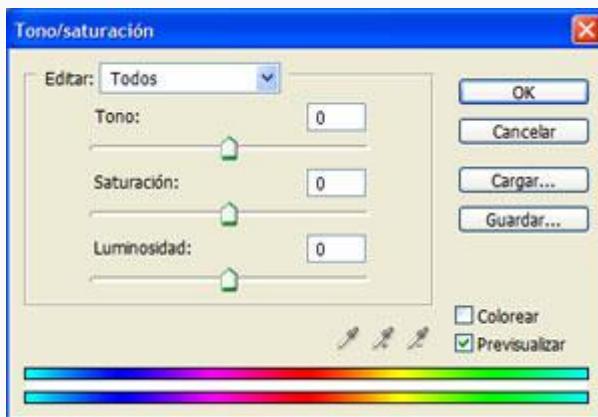 Tono/saturación
Editar: Todos
Tono: 0
Saturación: 0
Luminosidad: 0
OK
Cancelar
Cargar...
Guardar...
Colorear
Previsualizar